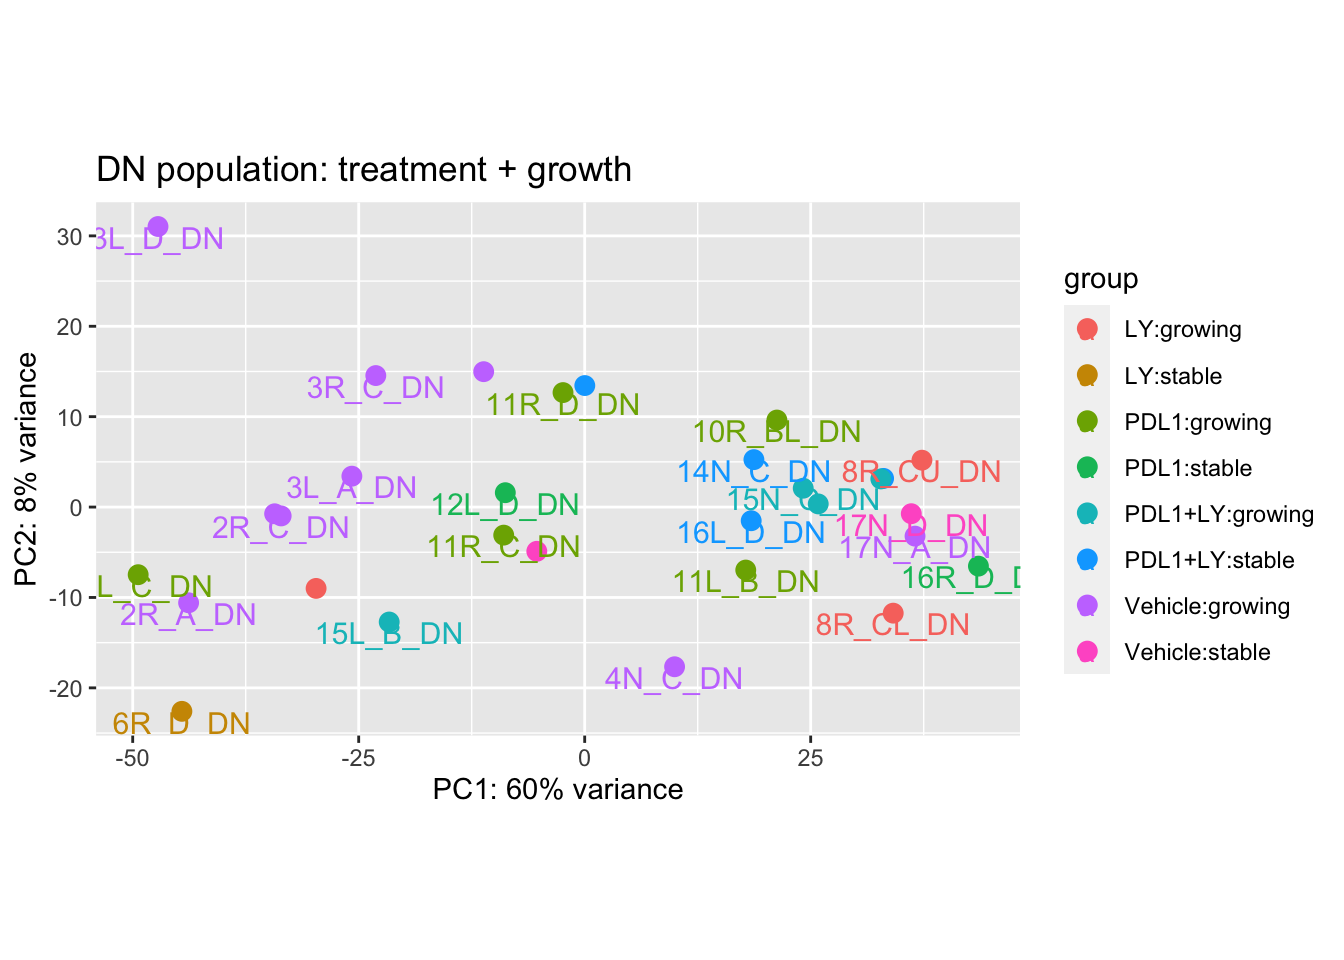 DN population: treatment + growth
PC2: 8% variance
30
20
10
0
-10
-20
3L_D_DN
3R_C_DN
11R_D_DN
10R_BL_DN
14N_C_DN
8R_CU_DN
3L_A_DN
12L_D_DN
15N_C_DN
2R_C_DN
16L_D_DN
17N_D_DN
11R_C_DN
17N_A_DN
L_C_DN
11L_B_DN
16R_D_D
2R_A_DN
15L_B_DN
8R_CL_DN
4N_C_DN
6R_D_DN
-50
-25
0
25
PC1: 60% variance
group
LY:growing
LY:stable
PDL1:growing
PDL1:stable
PDL1+LY:growing
PDL1+LY:stable
Vehicle:growing
Vehicle:stable